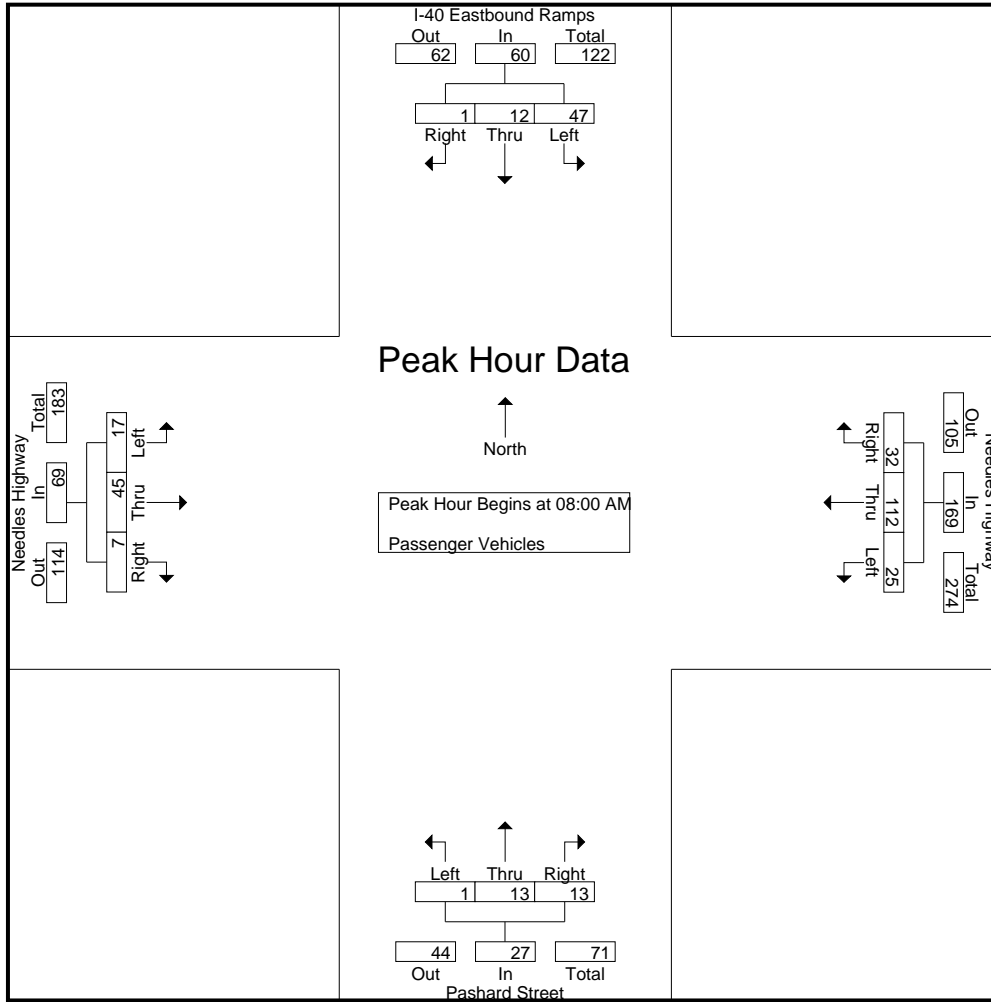 I-40 Eastbound Ramps
Out In Total
62 60 122
1 12 47
Right Thru Left
Peak Hour Data
North
Peak Hour Begins at 08:00 AM
Passenger Vehicles
Needles Highway
Total In Out
183 69 114
17 45 7
Left Thru Right
Right Thru Left
32 112 25
Out In Total
105 169 274
Needles Highway
Left Thru Right
1 13 13
44 27 71
Out In Total
Pashard Street